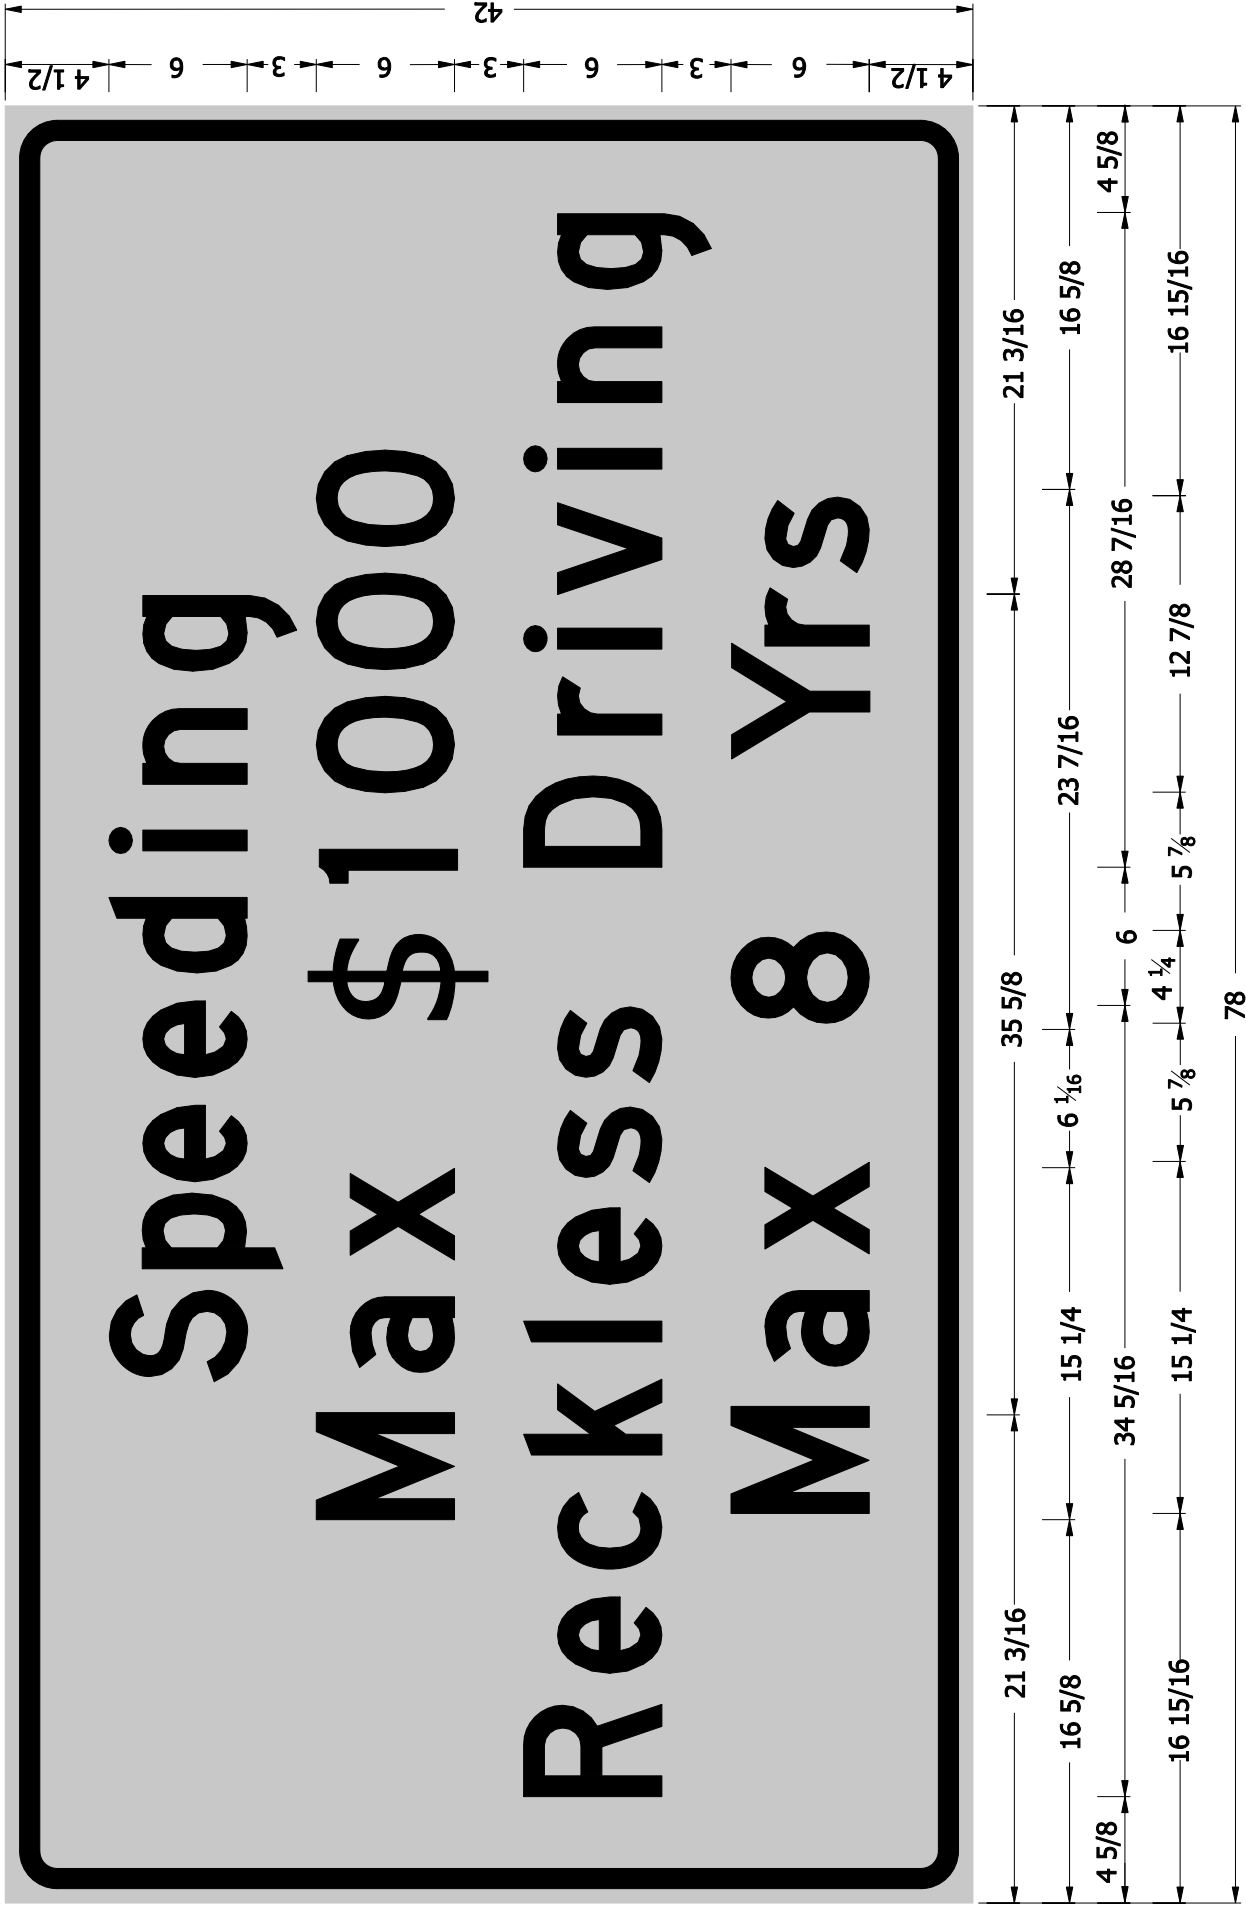 Speeding
Max $1000
Reckless Driving
Max 8 Yrs
42
4 1/2 6 3 6 3 6 3 6 4 1/2
21 3/16 35 5/8 21 3/16
16 5/8 15 1/4 6 1/16 23 7/16 16 5/8
4 5/8 34 5/16 6 28 7/16 4 5/8
16 15/16 15 1/4 5 7/8 4 1/4 5 7/8 12 7/8 16 15/16
78